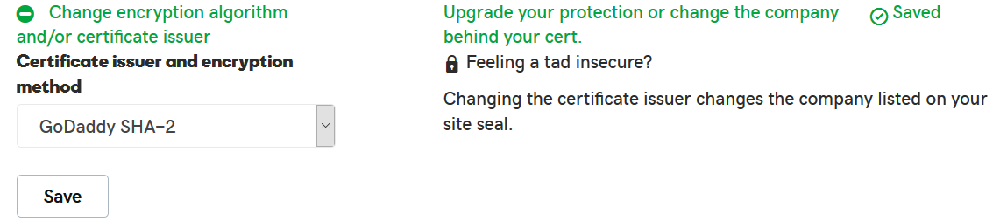 Change encryption algorithm
and/or certificate issuer
Certificate issuer and encryption
method
GoDaddy SHA-2
Save
Upgrade your protection or change the company
behind your cert.
Saved
Feeling a tad insecure?
Changing the certificate issuer changes the company listed on your
site seal.